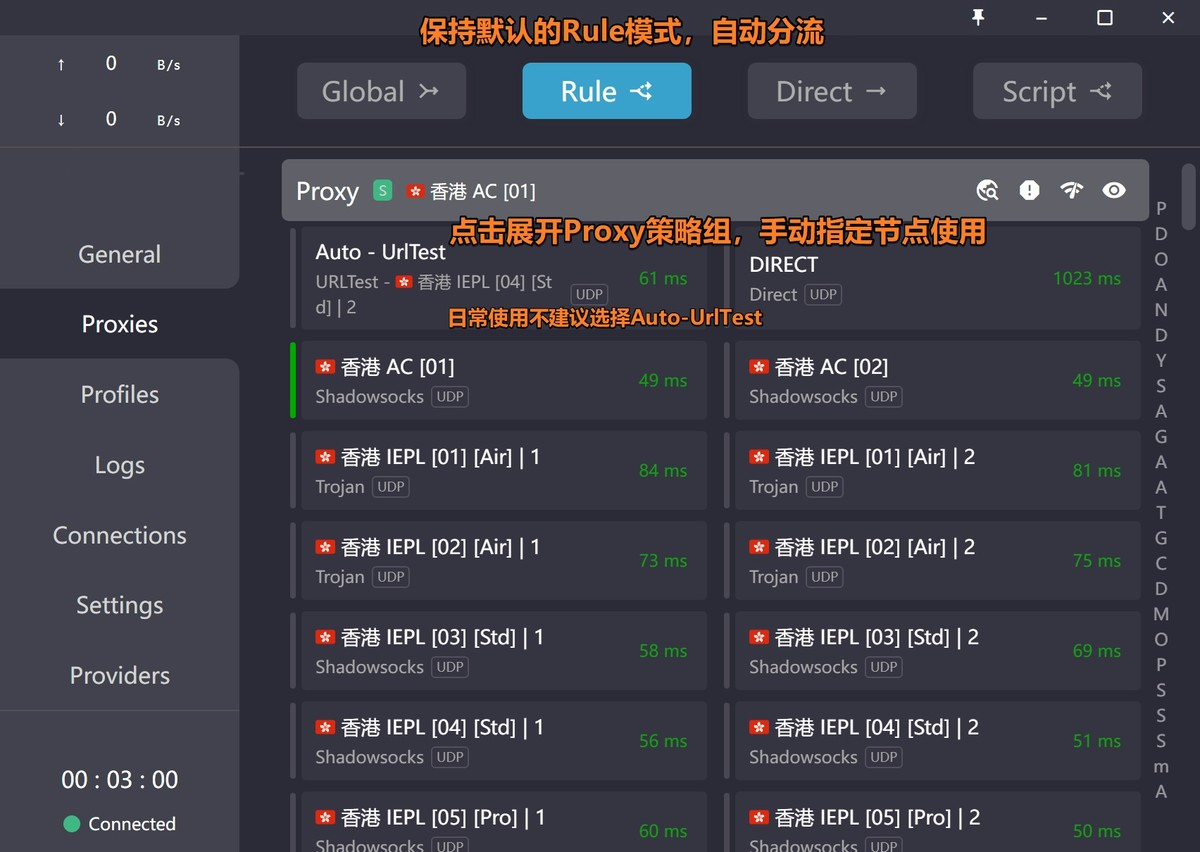 保持默认的Rule模式，自动分流
↑ 0 B/s
↓ 0 B/s
Global
Rule
Direct →
Script
General
Proxies
Profiles
Logs
Connections
Settings
Providers
00 : 03 : 00
Connected
Proxy S 香港 AC [01]
点击展开Proxy策略组，手动指定节点使用
Auto - UrlTest
URLTest - 香港 IEPL [04] [St
d] | 2 UDP
61 ms
DIRECT
Direct UDP
1023 ms
日常使用不建议选择Auto-UrlTest
香港 AC [01]
Shadowsocks UDP
49 ms
香港 AC [02]
Shadowsocks UDP
49 ms
香港 IEPL [01] [Air] | 1
Trojan UDP
84 ms
香港 IEPL [01] [Air] | 2
Trojan UDP
81 ms
香港 IEPL [02] [Air] | 1
Trojan UDP
73 ms
香港 IEPL [02] [Air] | 2
Trojan UDP
75 ms
香港 IEPL [03] [Std] | 1
Shadowsocks UDP
58 ms
香港 IEPL [03] [Std] | 2
Shadowsocks UDP
69 ms
香港 IEPL [04] [Std] | 1
Shadowsocks UDP
56 ms
香港 IEPL [04] [Std] | 2
Shadowsocks UDP
51 ms
香港 IEPL [05] [Pro] | 1
Shadowsocks UDP
60 ms
香港 IEPL [05] [Pro] | 2
Shadowsocks UDP
50 ms
P
D
O
A
N
D
Y
S
A
G
A
A
T
G
C
D
M
O
P
S
S
S
m
A